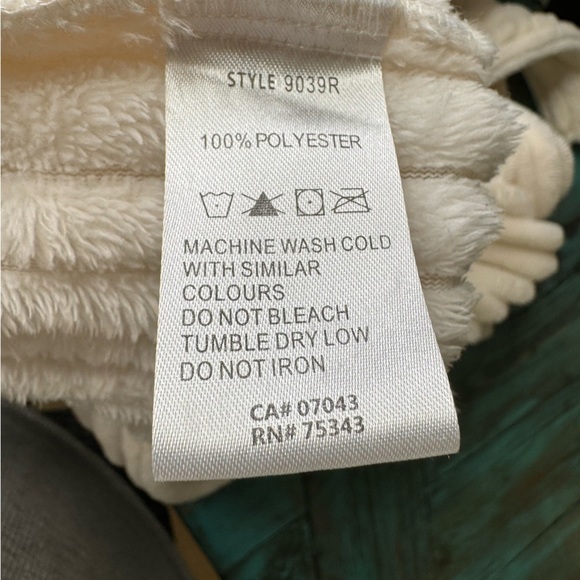 STYLE 9039R
100% POLYESTER
MACHINE WASH COLD
WITH SIMILAR
COLOURS
DO NOT BLEACH
TUMBLE DRY LOW
DO NOT IRON
CA# 07043
RN# 75343